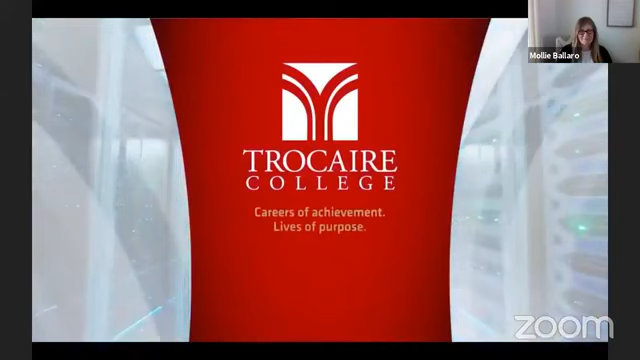 Mollie Ballaro
TROCAIRE
COLLEGE
Careers of achievement.
Lives of purpose.
zoom